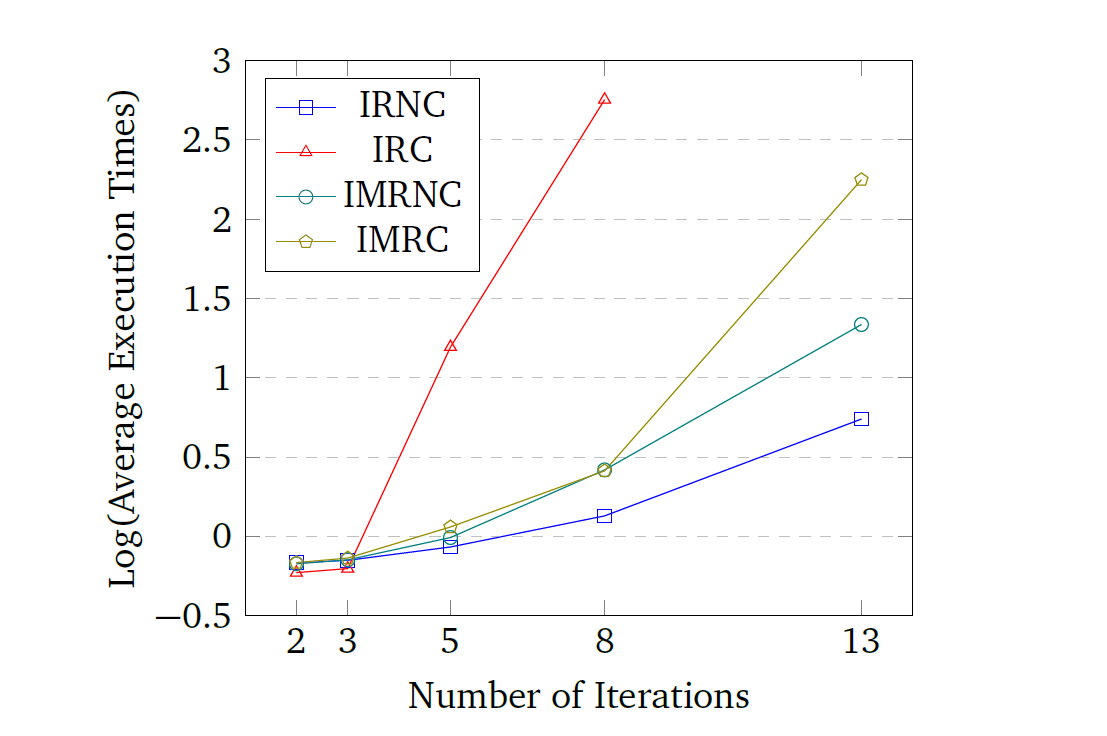 3
2.5
2
1.5
1
0.5
0
−0.5
Log(Average Execution Times)
IRNC
IRC
IMRNC
IMRC
2 3 5 8 13
Number of Iterations